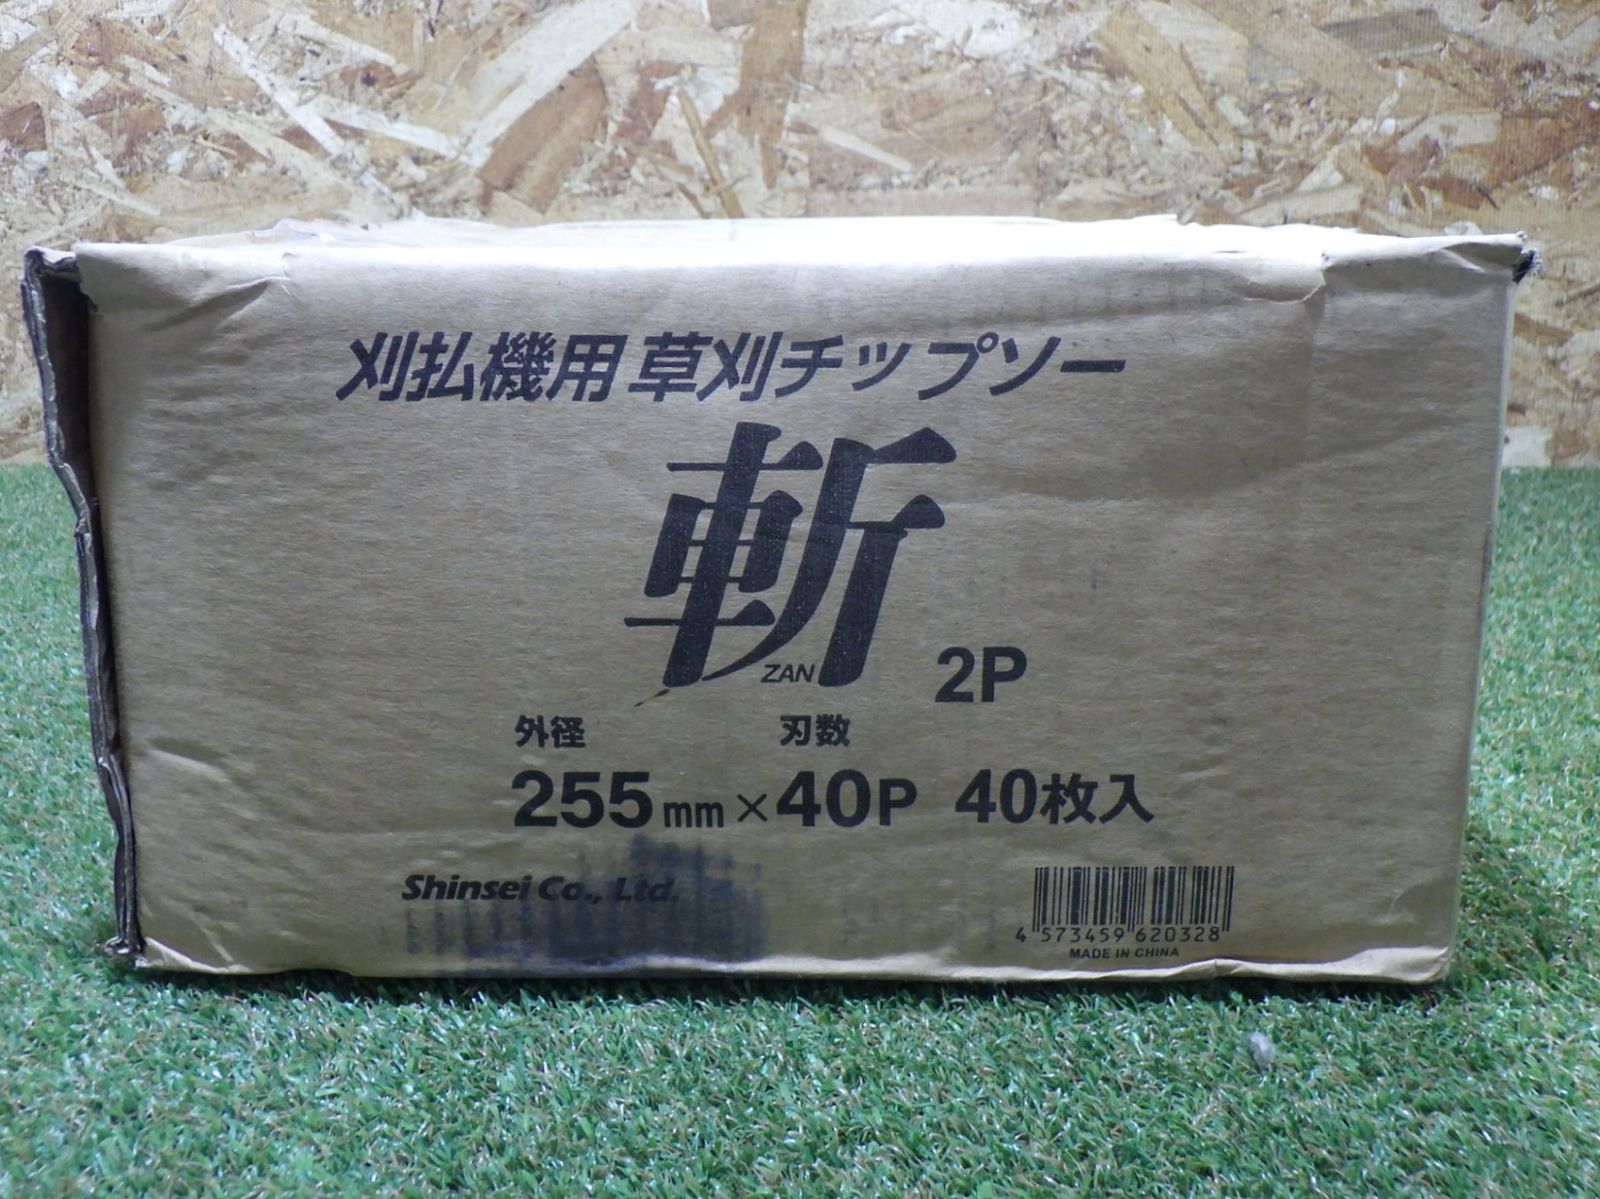 刈払機用 草刈チップソー
斬
ZAN
2P
外径 刃数
255mm×40P 40枚入
Shinsei Co., Ltd.
4 573459 620328
MADE IN CHINA